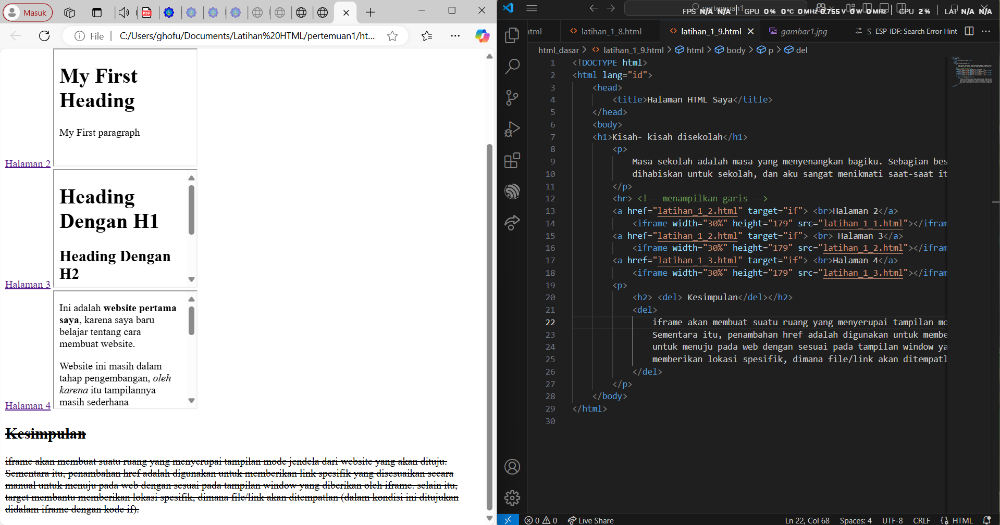 Masuk
File
C:/Users/ghofu/Documents/Latihan%20HTML/pertemuan1/ht...
My First
Heading
My First paragraph
Halaman 2
Heading
Dengan H1
Heading Dengan
H2
Halaman 3
Ini adalah website pertama
saya, karena saya baru
belajar tentang cara
membuat website.
Website ini masih dalam
tahap pengembangan, oleh
karena itu tampilannya
masih sederhana
Halaman 4
Kesimpulan
iframe akan membuat suatu ruang yang menyerupai tampilan mode jendela dari website yang akan dituju.
Sementara itu, penambahan href adalah digunakan untuk memberikan link spesifik yang disesuaikan secara
manual untuk menuju pada web dengan sesuai pada tampilan window yang diberikan oleh iframe. selain itu,
target membantu memberikan lokasi spesifik, dimana file/link akan ditempatlan (dalam kondisi ini ditujukan
didalam iframe dengan kode if).
pertemuan1
FPS N/A N/A GPU 0 % 0 °C 0 MHz 0.755 V 0 W 0 MHz CPU 2 % LAT N/A N/A
html latihan_1_8.html latihan_1_9.html gambar1.jpg S ESP-IDF: Search Error Hint
html_dasar > latihan_1_9.html > html > body > p > del
1 <!DOCTYPE html>
2 <html lang="id">
3 <head>
4 <title>Halaman HTML Saya</title>
5 </head>
6 <body>
7 <h1>Kisah- kisah disekolah</h1>
8 <p>
9 Masa sekolah adalah masa yang menyenangkan bagiku. Sebagian bes
10 dihabiskan untuk sekolah, dan aku sangat menikmati saat-saat it
11 </p>
12 <hr> <!-- menampilkan garis -->
13 <a href="latihan_1_2.html" target="if"> <br>Halaman 2</a>
14 <iframe width="30%" height="179" src="latihan_1_1.html"></ifram
15 <a href="latihan_1_2.html" target="if"> <br> Halaman 3</a>
16 <iframe width="30%" height="179" src="latihan_1_2.html"></ifram
17 <a href="latihan_1_3.html" target="if"> <br>Halaman 4</a>
18 <iframe width="30%" height="179" src="latihan_1_3.html"></ifram
19 <p>
20 <h2> <del> Kesimpulan</del></h2>
21 <del>
22 iframe akan membuat suatu ruang yang menyerupai tampilan mo
23 Sementara itu, penambahan href adalah digunakan untuk membe
24 untuk menuju pada web dengan sesuai pada tampilan window ya
25 memberikan lokasi spesifik, dimana file/link akan ditempatl
26 </del>
27 </p>
28 </body>
29 </html>
30
0 0 Live Share Ln 22, Col 68 Spaces: 4 UTF-8 CRLF HTML